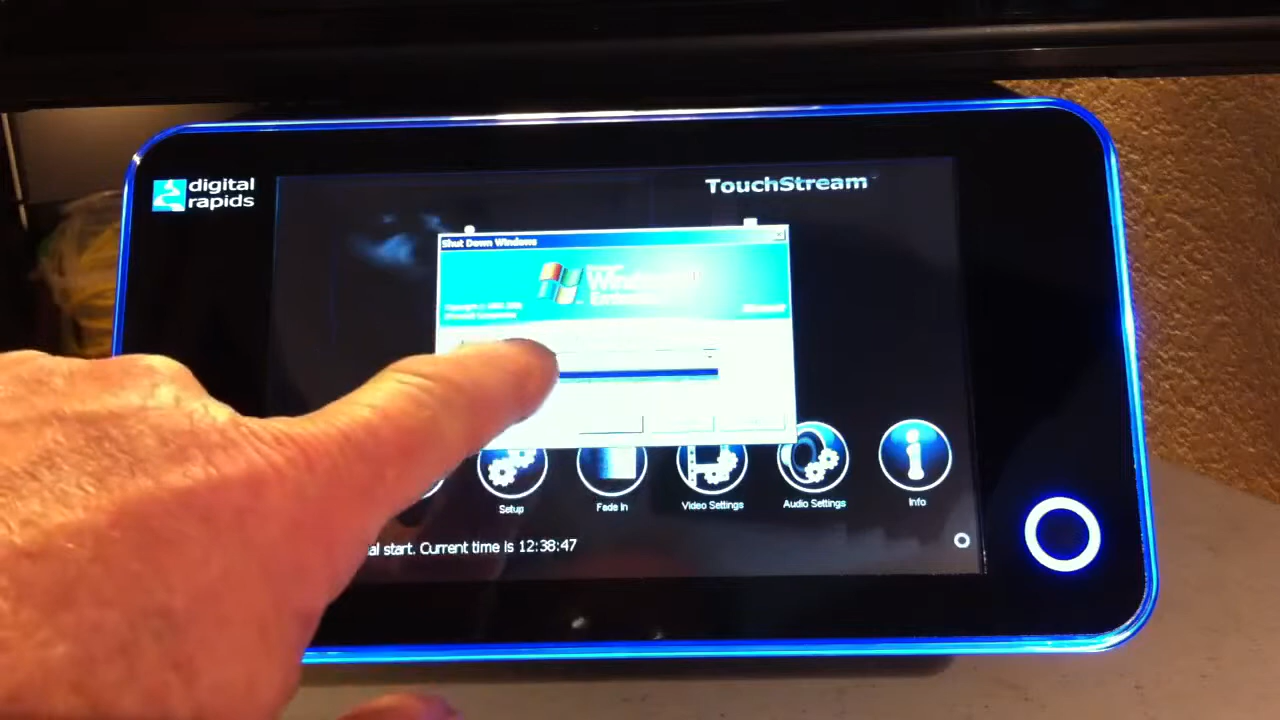 digital
rapids
TouchStream
Shut Down Windows
Windows
Embedded
Setup
Fade In
Video Settings
Audio Settings
Info
al start. Current time is 12:38:47